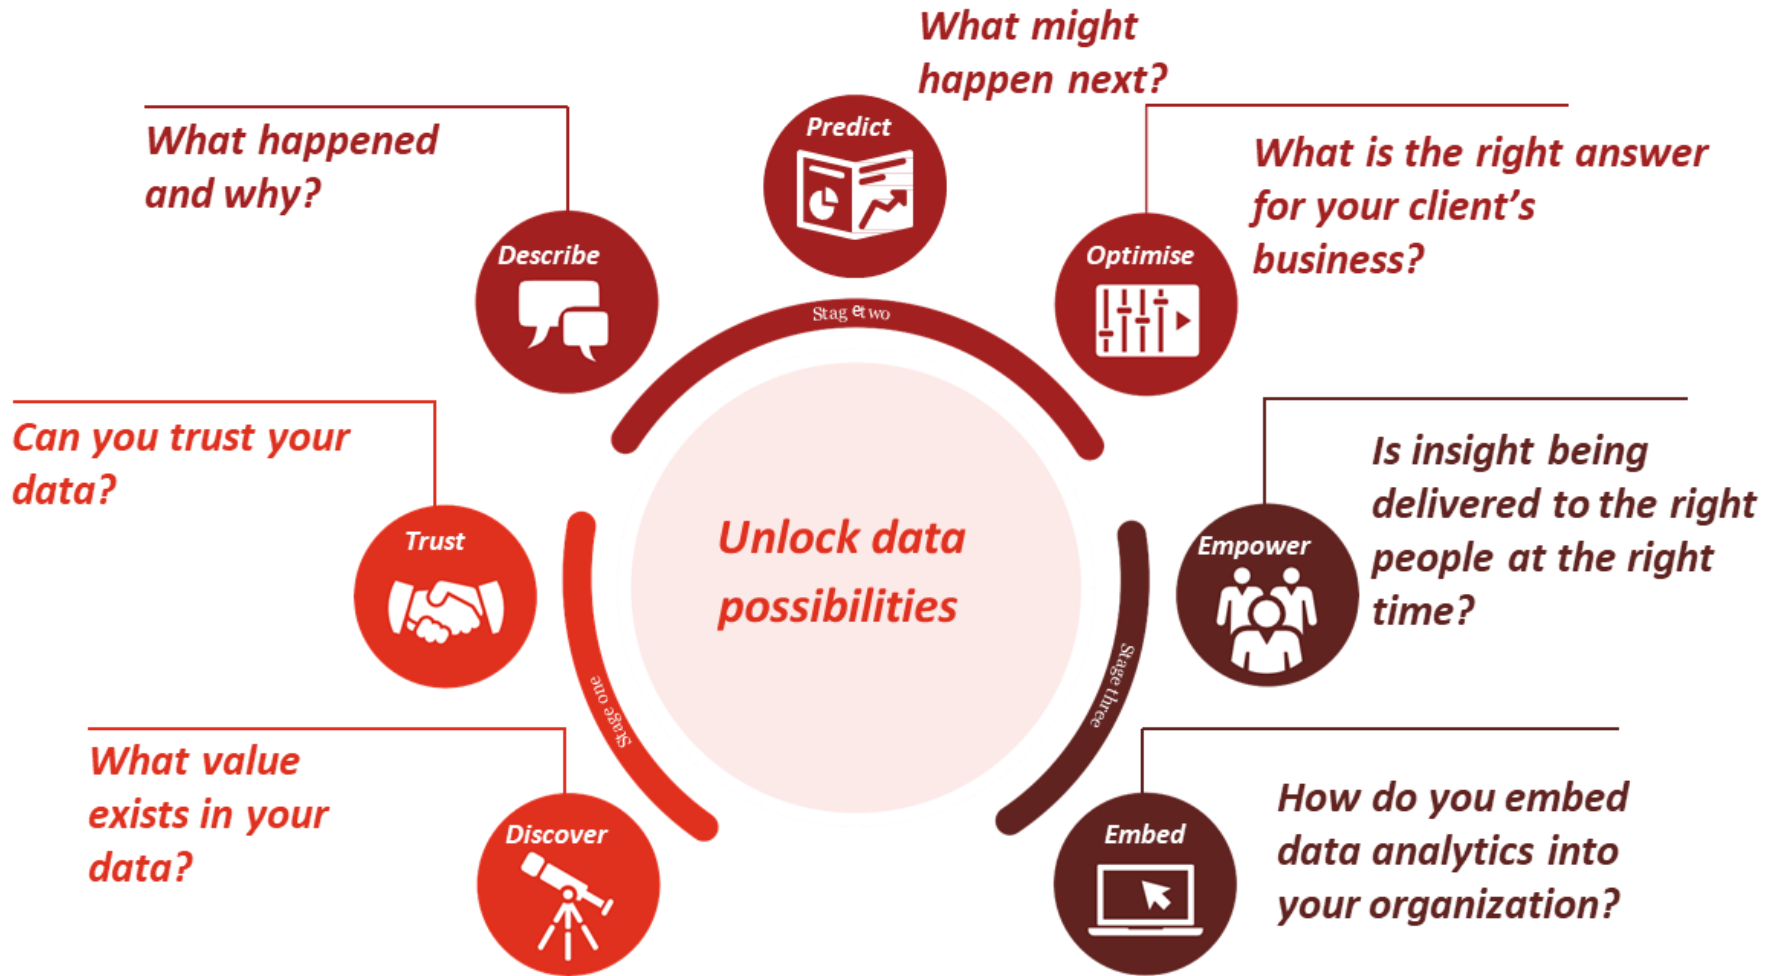 What might
happen next?
Predict
What happened
and why?
Describe
What is the right answer
for your client's
business?
Optimise
Stag etwo
Can you trust your
data?
Trust
Unlock data
possibilities
Is insight being
delivered to the right
people at the right
time?
Empower
Stage one
Stage three
What value
exists in your
data?
Discover
How do you embed
data analytics into
your organization?
Embed